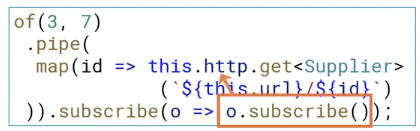 of(3, 7)
.pipe(
map(id => this.http.get<Supplier>
(`${this.url}/${id}`)
)).subscribe(o => o.subscribe());